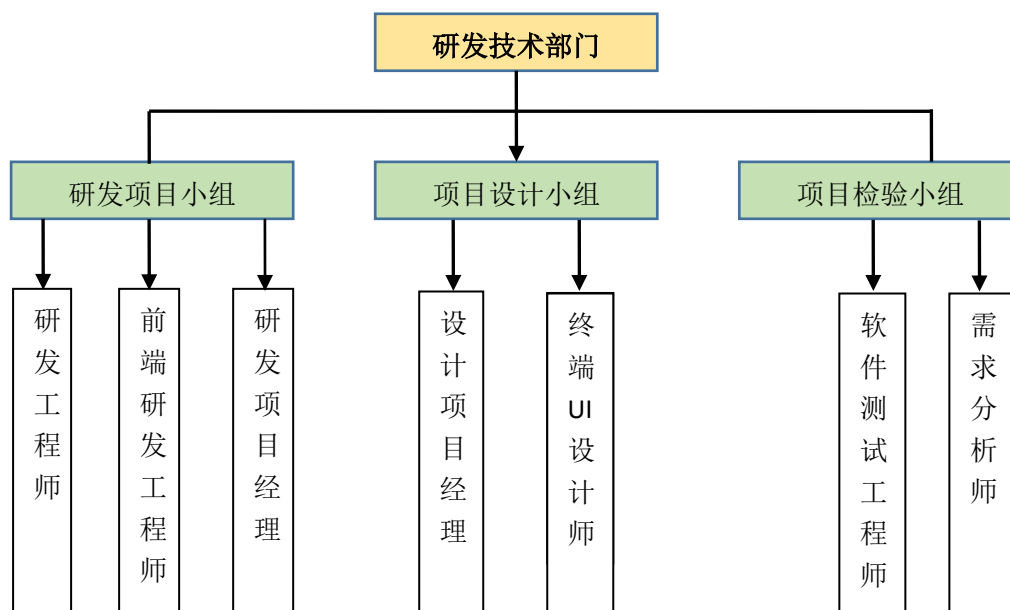 研发技术部门
研发项目小组
项目设计小组
项目检验小组
研发工程师
前端研发工程师
研发项目经理
设计项目经理
终端UI设计师
软件测试工程师
需求分析师